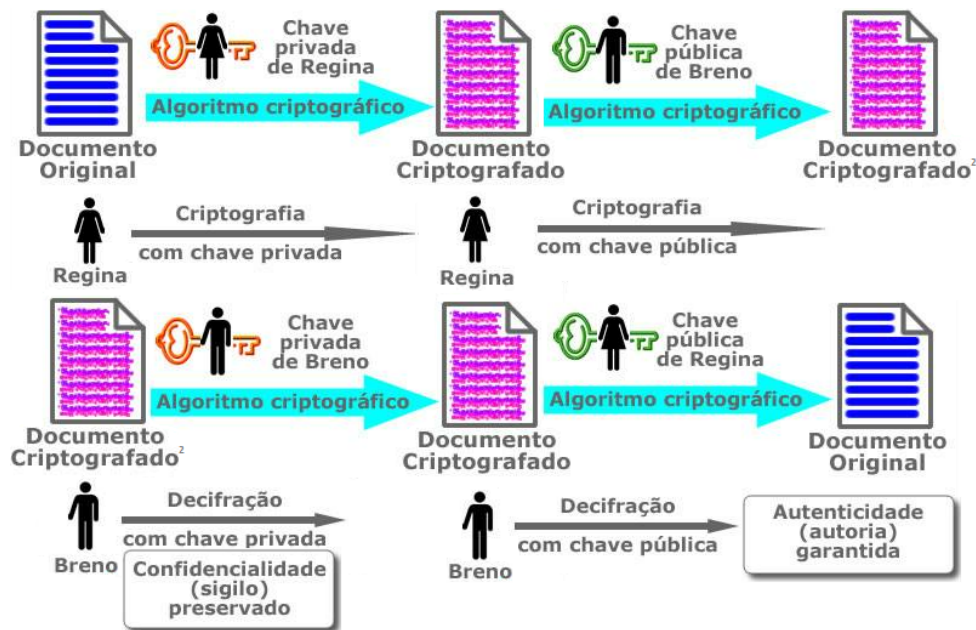 Chave
privada
de Regina
Algoritmo criptográfico
Chave
pública
de Breno
Algoritmo criptográfico
Documento
Original
Documento
Criptografado
Documento
Criptografado²
Criptografia
com chave privada
Regina
Criptografia
com chave pública
Regina
Chave
privada
de Breno
Algoritmo criptográfico
Chave
pública
de Regina
Algoritmo criptográfico
Documento
Criptografado²
Documento
Criptografado
Documento
Original
Decifração
com chave privada
Breno
Confidencialidade
(sigilo)
preservado
Decifração
com chave pública
Breno
Autenticidade
(autoria)
garantida